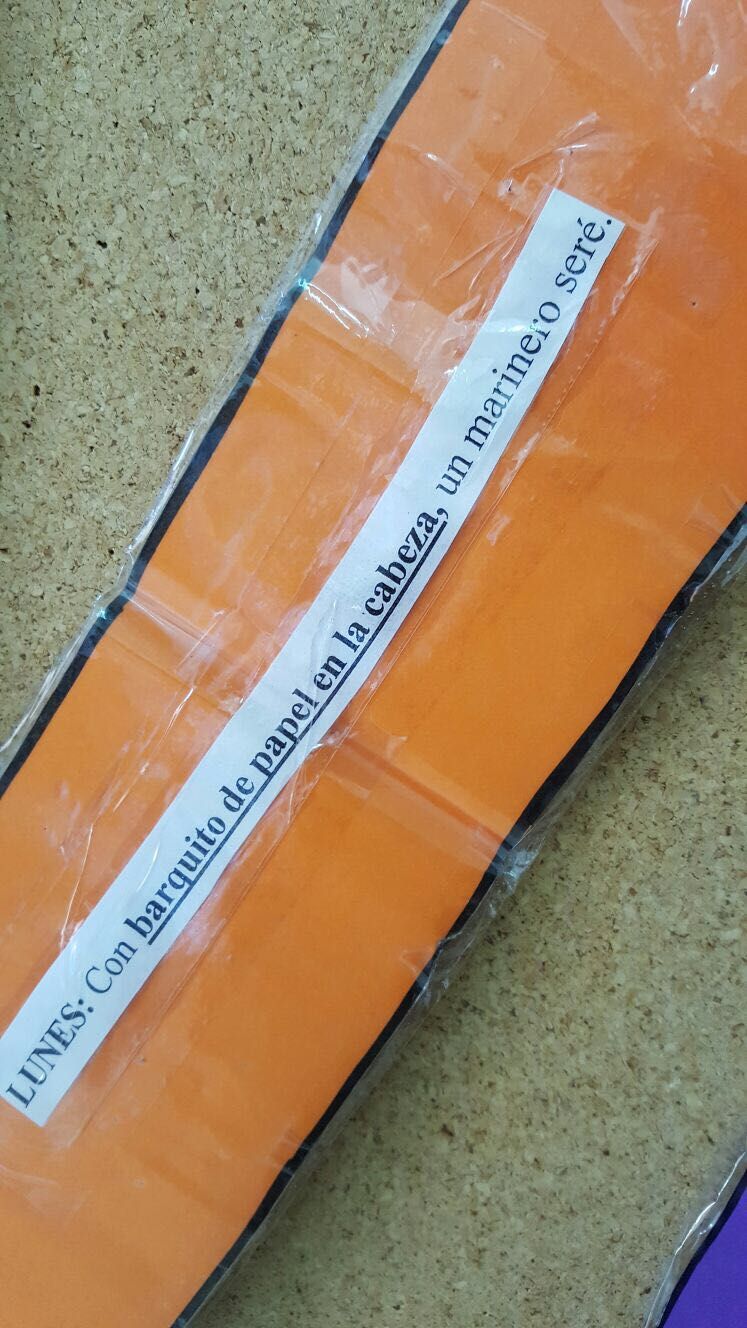 LUNES: Con barquito de papel en la cabeza, un marinero seré.